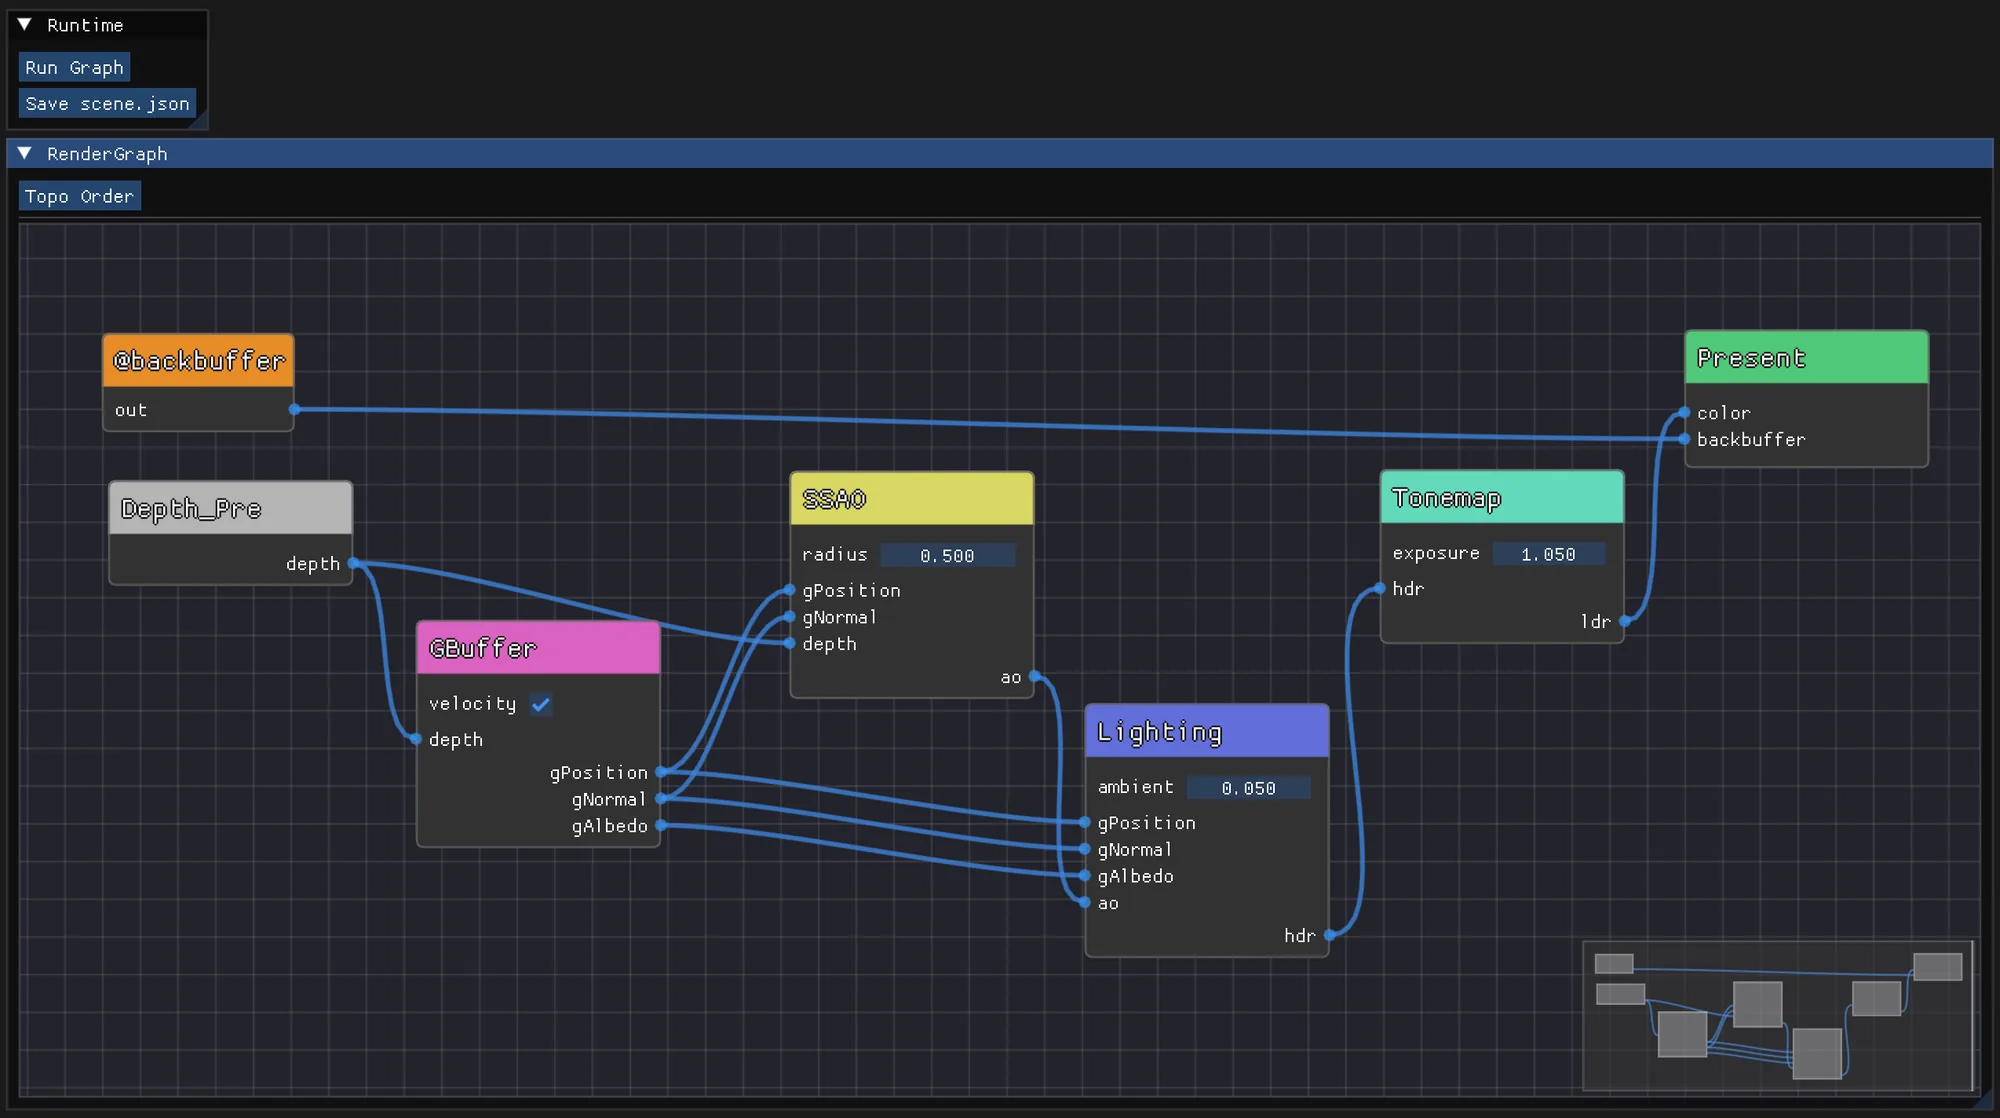 Runtime
Run Graph
Save scene.json
RenderGraph
Topo Order
@backbuffer
out
Depth_Pre
depth
GBuffer
velocity
depth
gPosition
gNormal
gAlbedo
SSAO
radius 0.500
gPosition
gNormal
depth
ao
Lighting
ambient 0.050
gPosition
gNormal
gAlbedo
ao
hdr
Tonemap
exposure 1.050
hdr
ldr
Present
color
backbuffer